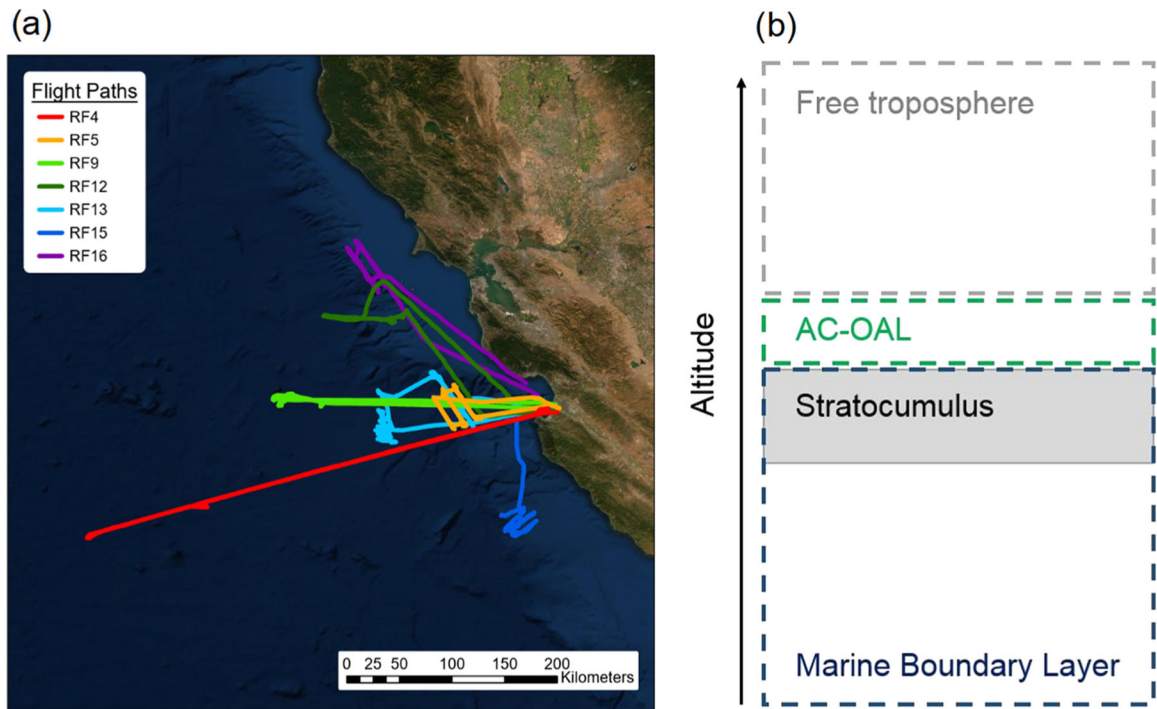 (a)
Flight Paths
RF4
RF5
RF9
RF12
RF13
RF15
RF16
0 25 50 100 150 200
Kilometers
(b)
Altitude
Free troposphere
AC-OAL
Stratocumulus
Marine Boundary Layer